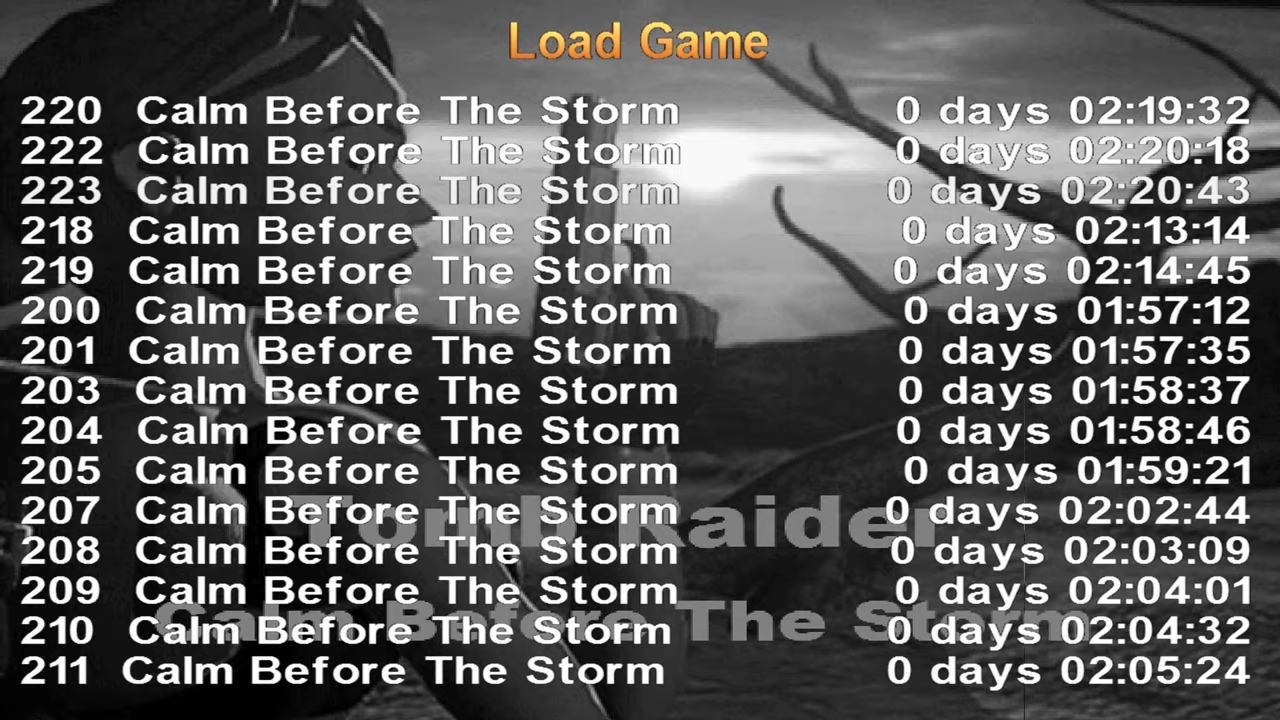 Load Game
220 Calm Before The Storm 0 days 02:19:32
222 Calm Before The Storm 0 days 02:20:18
223 Calm Before The Storm 0 days 02:20:43
218 Calm Before The Storm 0 days 02:13:14
219 Calm Before The Storm 0 days 02:14:45
200 Calm Before The Storm 0 days 01:57:12
201 Calm Before The Storm 0 days 01:57:35
203 Calm Before The Storm 0 days 01:58:37
204 Calm Before The Storm 0 days 01:58:46
205 Calm Before The Storm 0 days 01:59:21
207 Calm Before The Storm 0 days 02:02:44
Tomb Raider
208 Calm Before The Storm 0 days 02:03:09
209 Calm Before The Storm 0 days 02:04:01
Calm Before The Storm
210 Calm Before The Storm 0 days 02:04:32
211 Calm Before The Storm 0 days 02:05:24